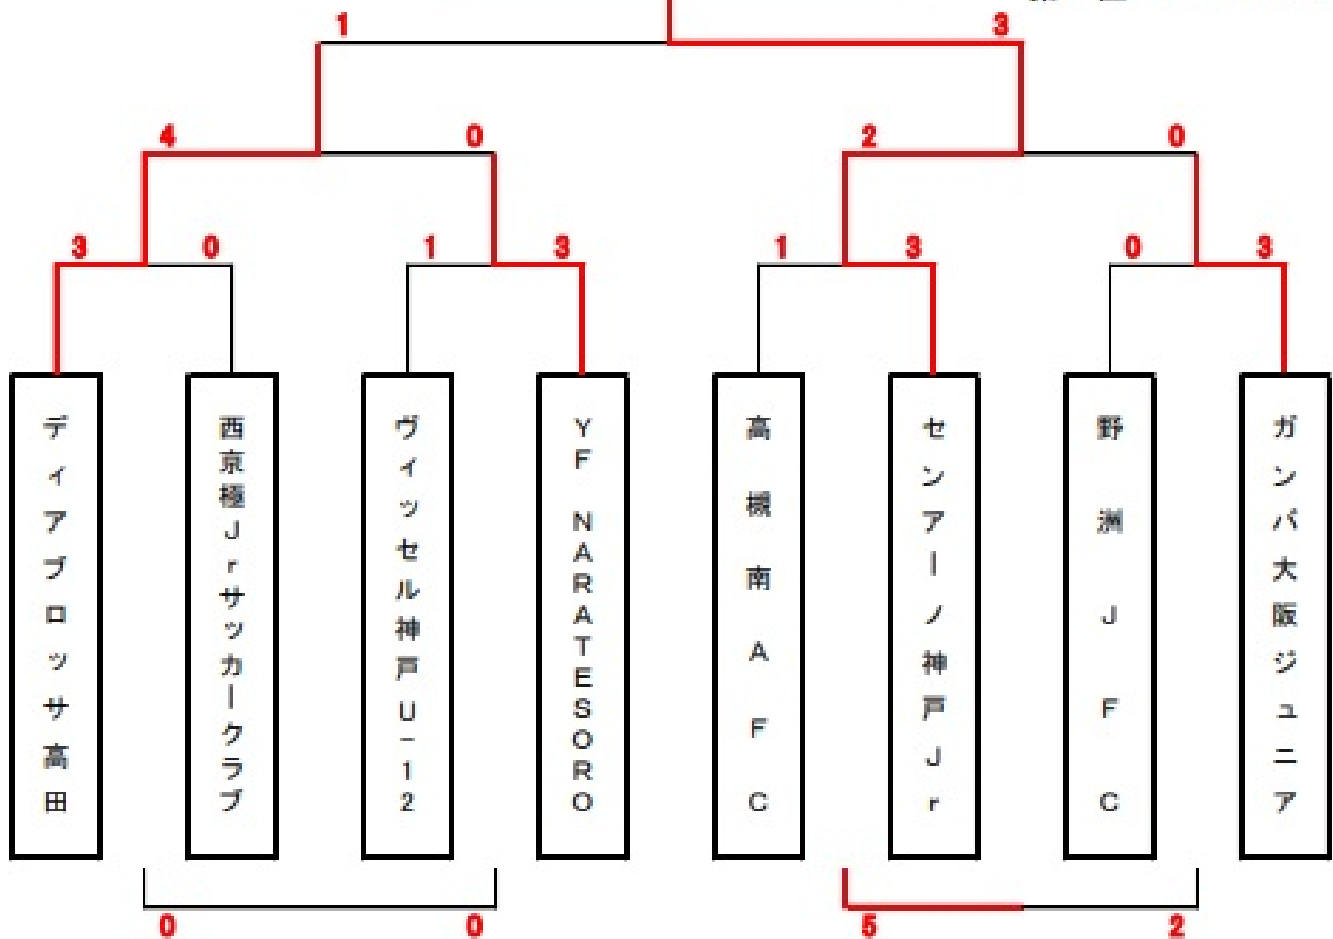 1 3
4 0 2 0
3 0 1 3 1 3 0 3
ディアブロッサ高田
西京極Jrサッカークラブ
ヴィッセル神戸U-12
YF NARATESORO
高槻南AFC
センアーノ神戸Jr
野洲JFC
ガンバ大阪ジュニア
0 0 5 2